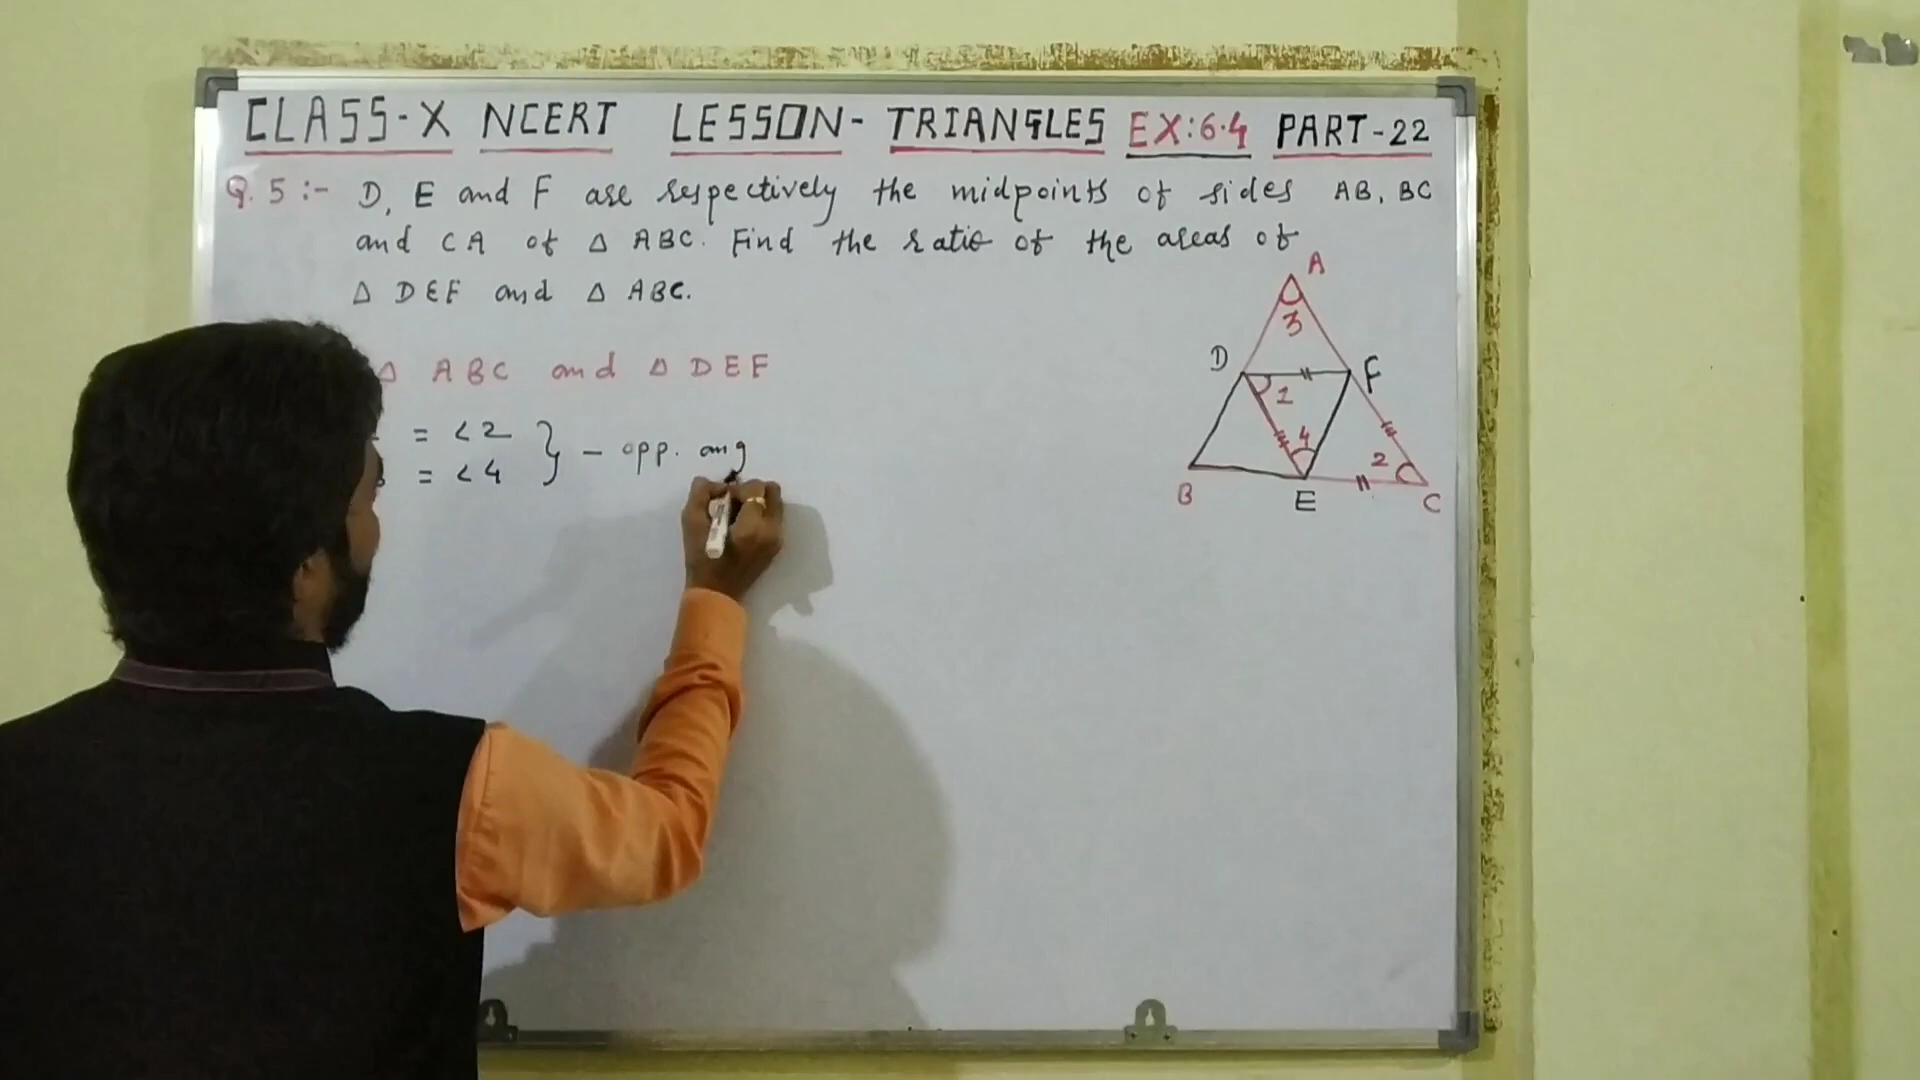 CLASS-X NCERT LESSON- TRIANGLES EX:6.4 PART-22
Q.5:- D, E and F are respectively the midpoints of sides AB, BC
and CA of △ ABC. Find the ratio of the areas of
△ DEF and △ ABC.
△ ABC and △ DEF
= <2
= <4 } - opp. ang
A
3
D
F
1
4
2
B
E
C